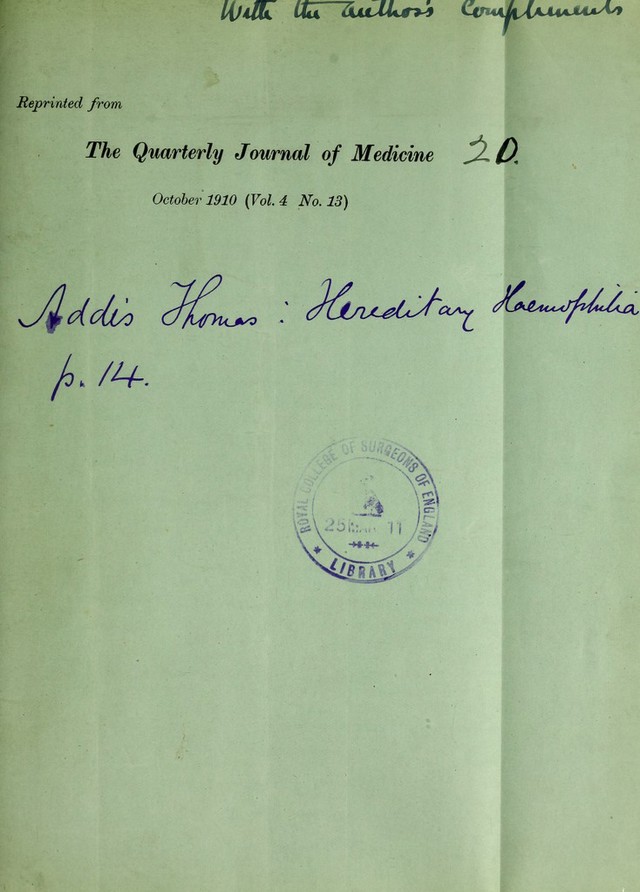 With the author's Compliments
Reprinted from
The Quarterly Journal of Medicine 20.
October 1910 (Vol. 4 No. 13)
Addis Thomas : Hereditary Haemophilia
p. 14.
ROYAL COLLEGE OF SURGEONS OF ENGLAND
25 MAR 11
LIBRARY